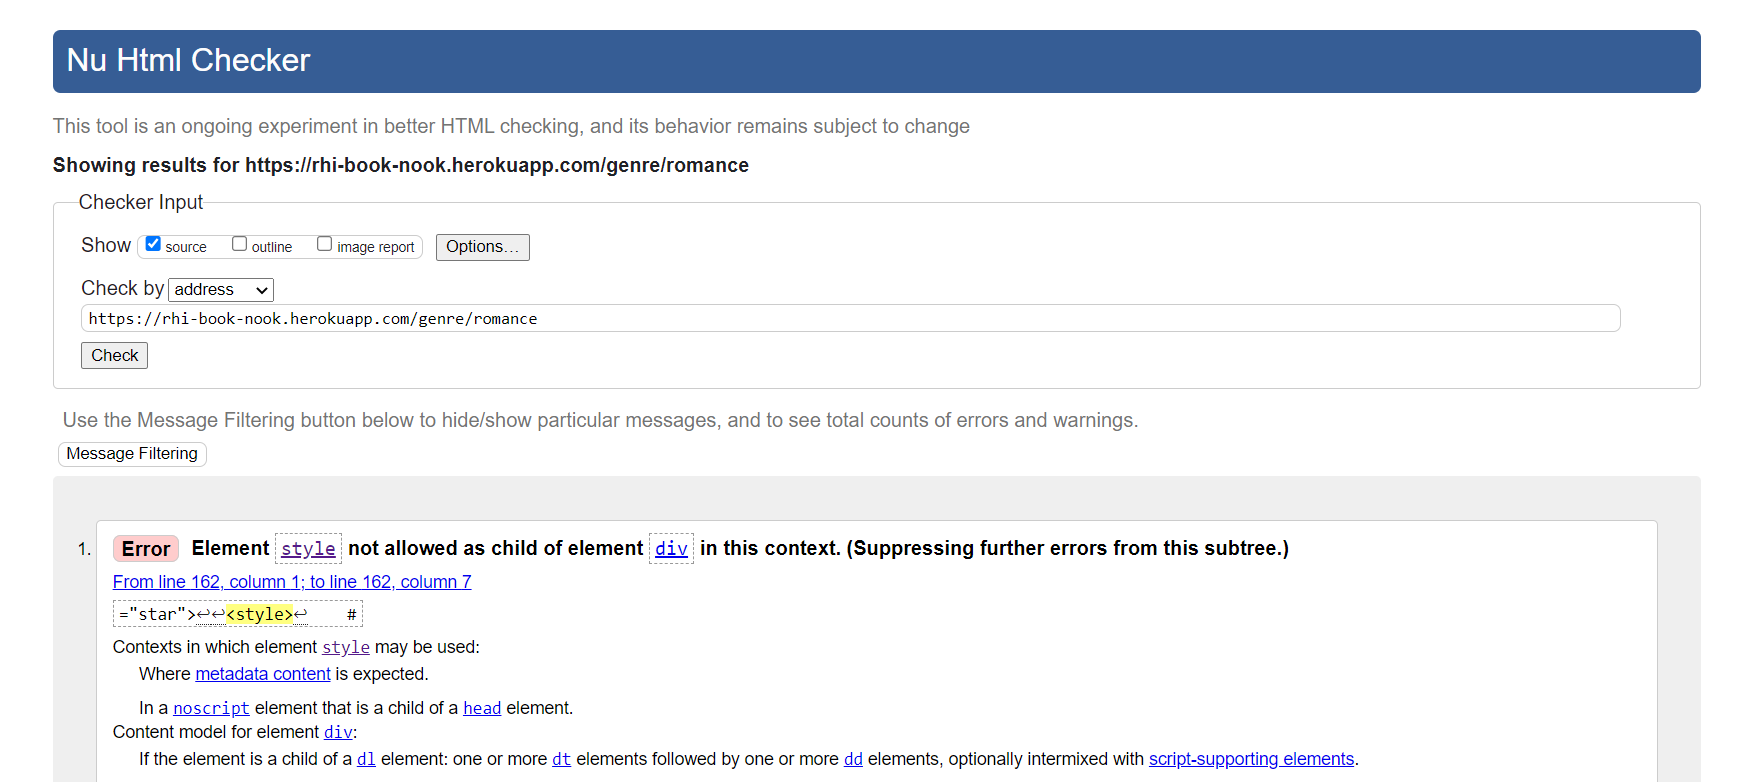 Nu Html Checker
This tool is an ongoing experiment in better HTML checking, and its behavior remains subject to change
Showing results for https://rhi-book-nook.herokuapp.com/genre/romance
Checker Input
Show source outline image report Options...
Check by address
https://rhi-book-nook.herokuapp.com/genre/romance
Check
Use the Message Filtering button below to hide/show particular messages, and to see total counts of errors and warnings.
Message Filtering
1. Error Element style not allowed as child of element div in this context. (Suppressing further errors from this subtree.)
From line 162, column 1; to line 162, column 7
="star">↩↩<style>↩    #
Contexts in which element style may be used:
Where metadata content is expected.
In a noscript element that is a child of a head element.
Content model for element div:
If the element is a child of a dl element: one or more dt elements followed by one or more dd elements, optionally intermixed with script-supporting elements.